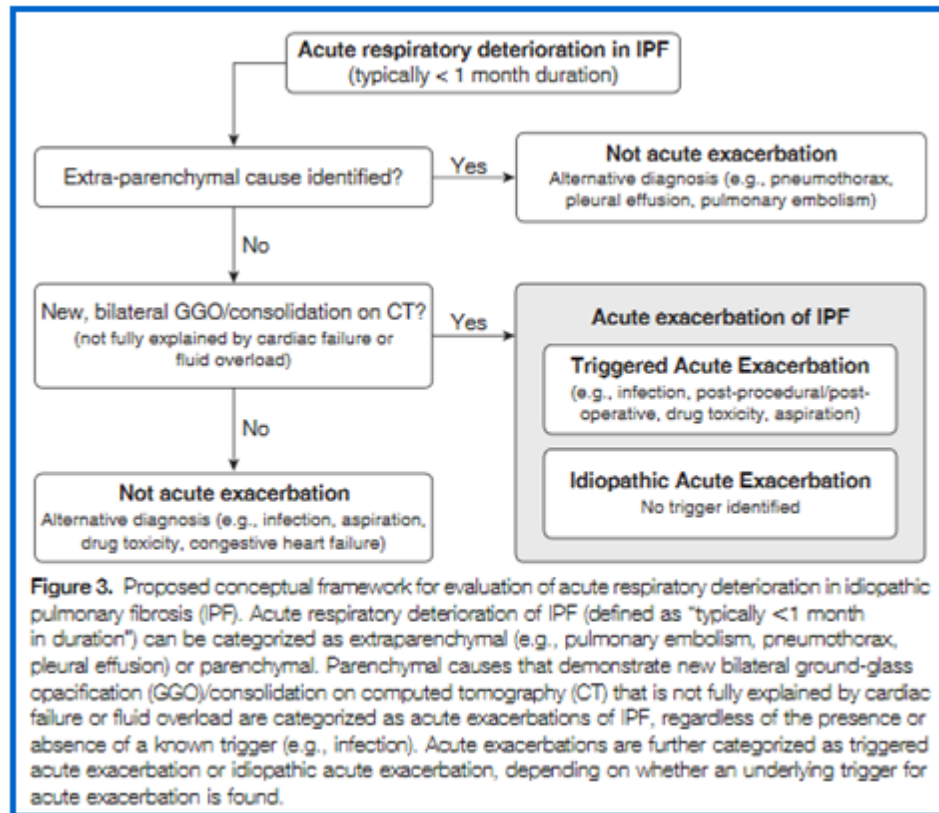 Acute respiratory deterioration in IPF
(typically < 1 month duration)
Extra-parenchymal cause identified?
Yes
Not acute exacerbation
Alternative diagnosis (e.g., pneumothorax,
pleural effusion, pulmonary embolism)
No
New, bilateral GGO/consolidation on CT?
(not fully explained by cardiac failure or
fluid overload)
Yes
Acute exacerbation of IPF
Triggered Acute Exacerbation
(e.g., infection, post-procedural/post-
operative, drug toxicity, aspiration)
Idiopathic Acute Exacerbation
No trigger identified
No
Not acute exacerbation
Alternative diagnosis (e.g., infection, aspiration,
drug toxicity, congestive heart failure)
Figure 3. Proposed conceptual framework for evaluation of acute respiratory deterioration in idiopathic
pulmonary fibrosis (IPF). Acute respiratory deterioration of IPF (defined as “typically <1 month
in duration”) can be categorized as extraparenchymal (e.g., pulmonary embolism, pneumothorax,
pleural effusion) or parenchymal. Parenchymal causes that demonstrate new bilateral ground-glass
opacification (GGO)/consolidation on computed tomography (CT) that is not fully explained by cardiac
failure or fluid overload are categorized as acute exacerbations of IPF, regardless of the presence or
absence of a known trigger (e.g., infection). Acute exacerbations are further categorized as triggered
acute exacerbation or idiopathic acute exacerbation, depending on whether an underlying trigger for
acute exacerbation is found.